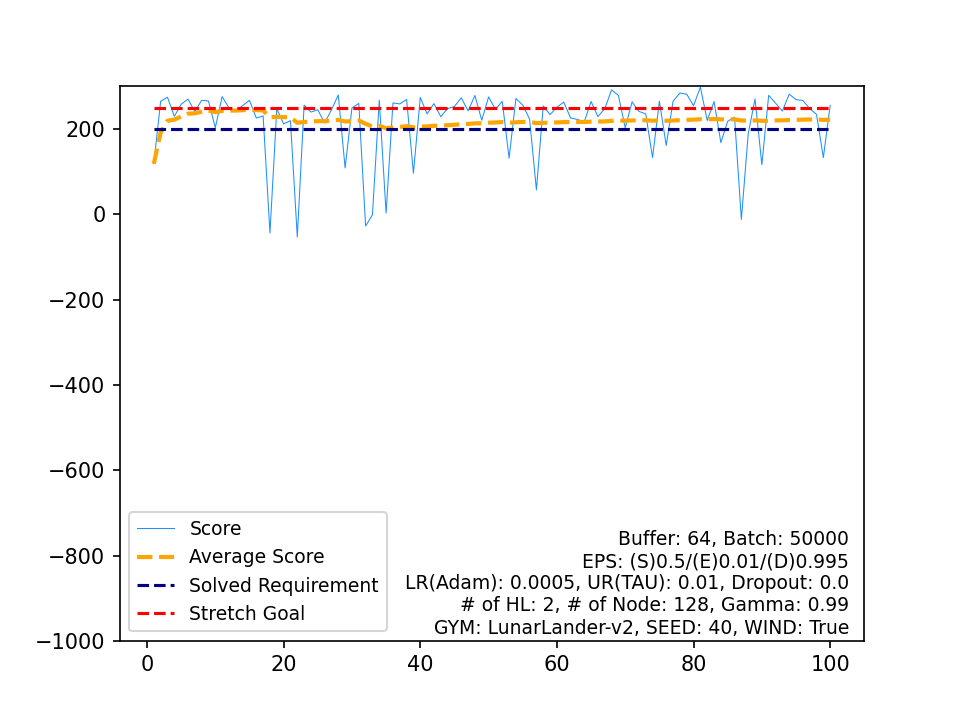 200
0
−200
−400
−600
−800
−1000
0
20
40
60
80
100
Score
Average Score
Solved Requirement
Stretch Goal
Buffer: 64, Batch: 50000
EPS: (S)0.5/(E)0.01/(D)0.995
LR(Adam): 0.0005, UR(TAU): 0.01, Dropout: 0.0
# of HL: 2, # of Node: 128, Gamma: 0.99
GYM: LunarLander-v2, SEED: 40, WIND: True